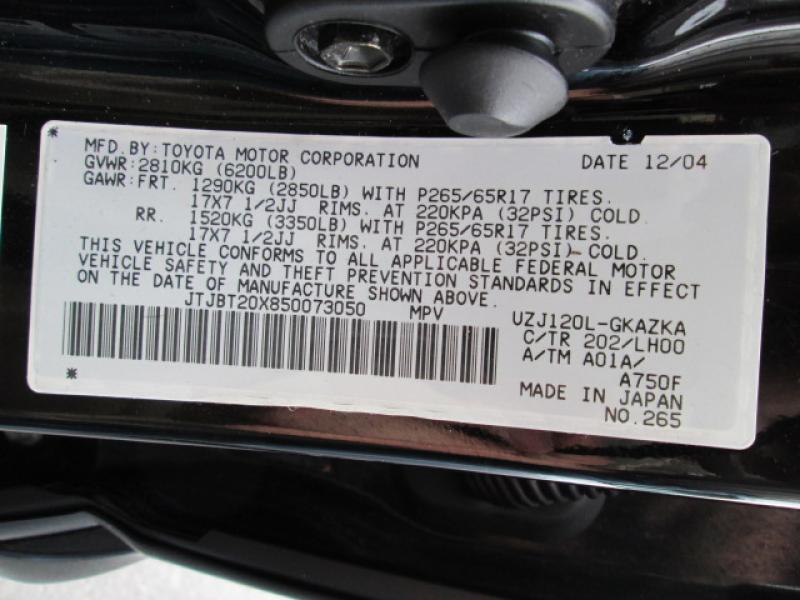 MFD.BY:TOYOTA MOTOR CORPORATION DATE 12/04
GVWR:2810KG (6200LB)
GAWR:FRT. 1290KG (2850LB) WITH P265/65R17 TIRES.
17X7 1/2JJ RIMS. AT 220KPA (32PSI) COLD.
RR. 1520KG (3350LB) WITH P265/65R17 TIRES.
17X7 1/2JJ RIMS. AT 220KPA (32PSI) COLD.
THIS VEHICLE CONFORMS TO ALL APPLICABLE FEDERAL MOTOR
VEHICLE SAFETY AND THEFT PREVENTION STANDARDS IN EFFECT
ON THE DATE OF MANUFACTURE SHOWN ABOVE.
JTJBT20X850073050 MPV
UZJ120L-GKAZKA
C/TR 202/LH00
A/TM A01A/
A750F
MADE IN JAPAN
NO.265